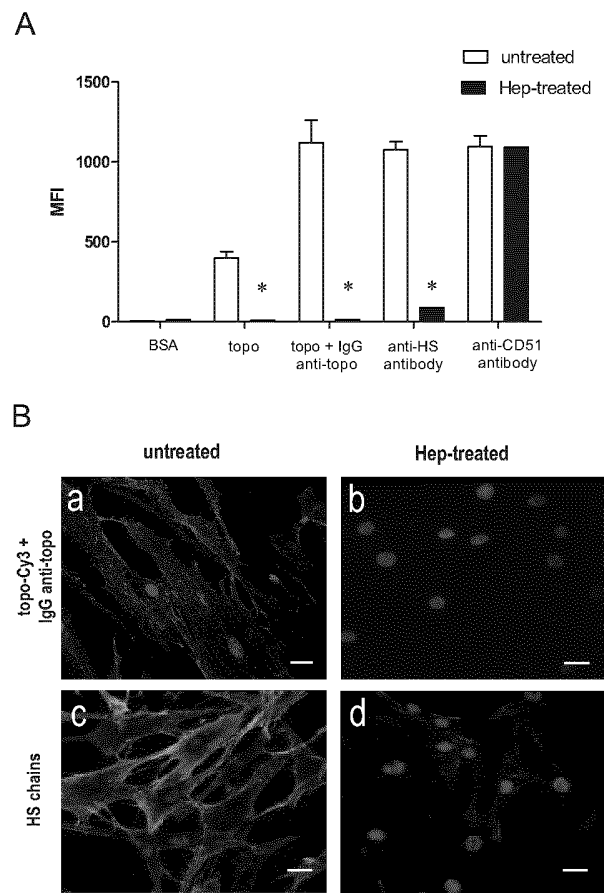 A
untreated
Hep-treated
1500
1000
500
0
MFI
* * *
BSA
topo
topo + IgG
anti-topo
anti-HS
antibody
anti-CD51
antibody
B
untreated
Hep-treated
topo-Cy3 +
IgG anti-topo
a
b
HS chains
c
d